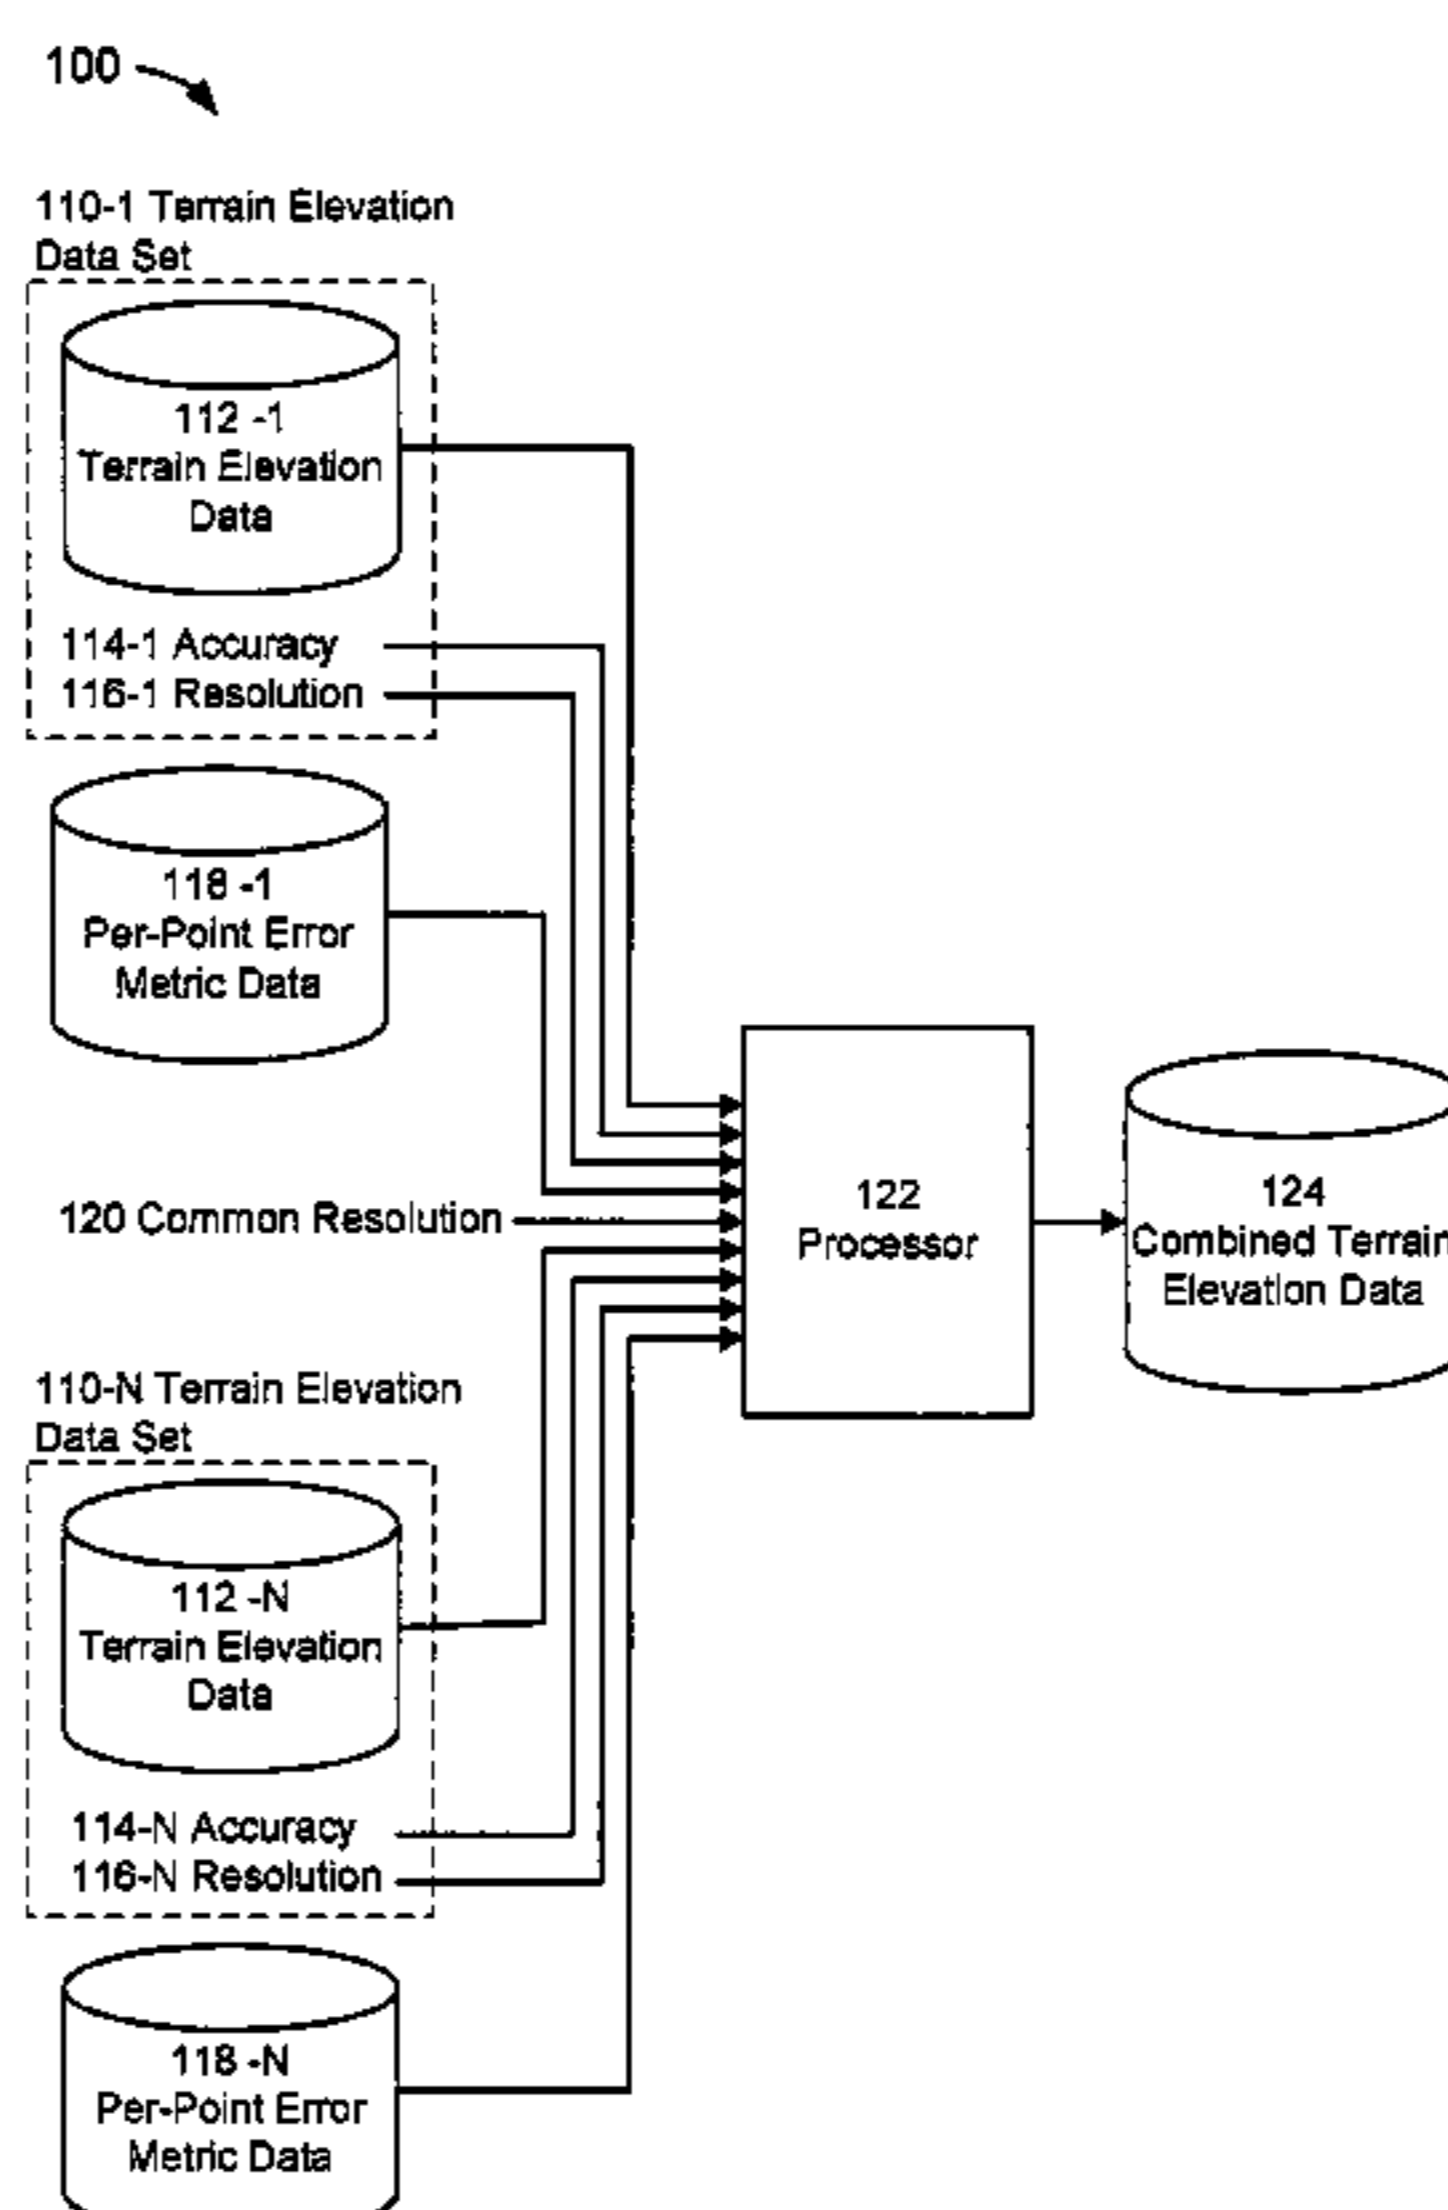 100
110-1 Terrain Elevation
Data Set
112 -1
Terrain Elevation
Data
114-1 Accuracy
116-1 Resolution
118 -1
Per-Point Error
Metric Data
120 Common Resolution
122
Processor
124
Combined Terrain
Elevation Data
110-N Terrain Elevation
Data Set
112 -N
Terrain Elevation
Data
114-N Accuracy
116-N Resolution
118 -N
Per-Point Error
Metric Data